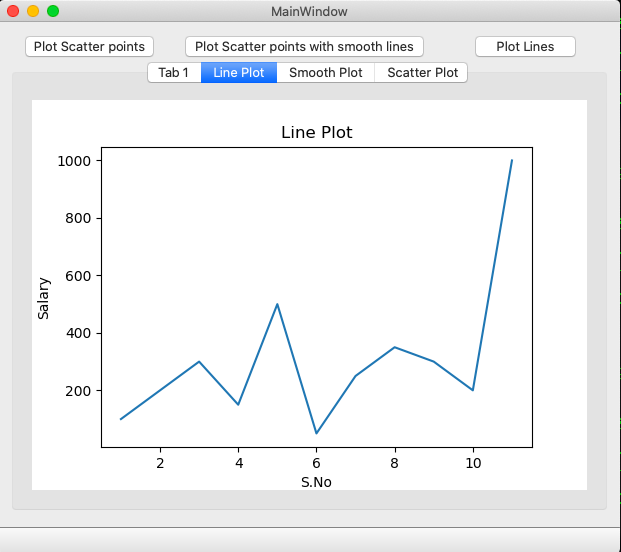 MainWindow
Plot Scatter points
Plot Scatter points with smooth lines
Plot Lines
Tab 1
Line Plot
Smooth Plot
Scatter Plot
Line Plot
1000
800
600
400
200
Salary
2
4
6
8
10
S.No